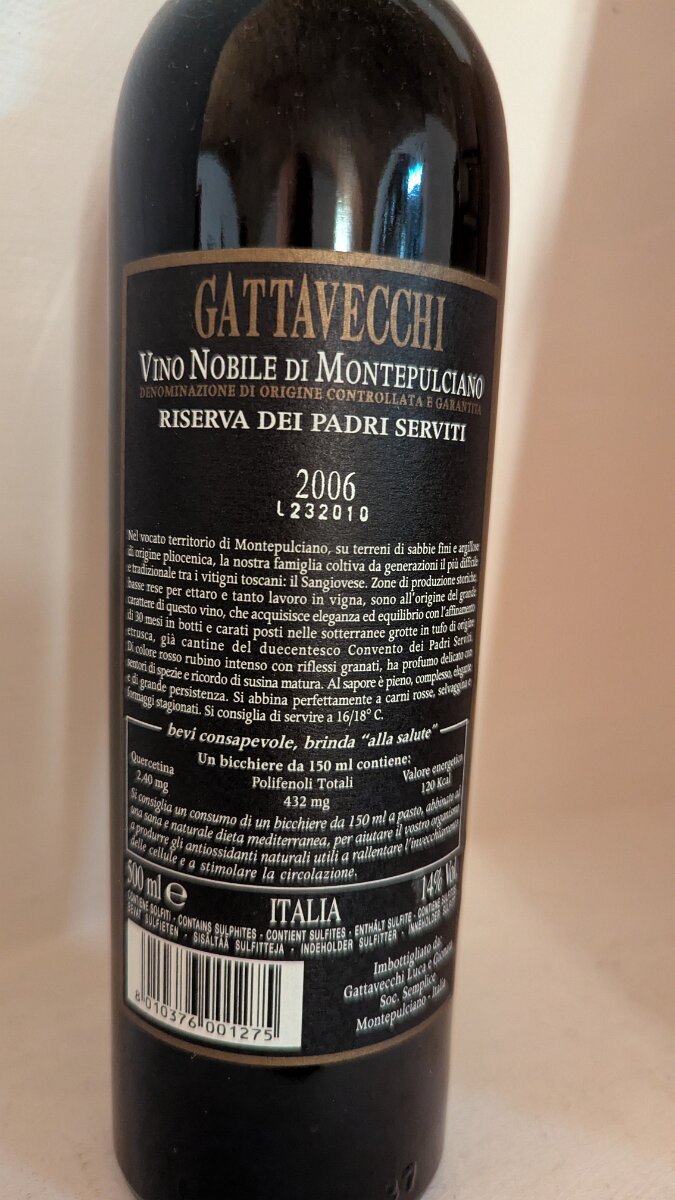 GATTAVECCHI
VINO NOBILE DI MONTEPULCIANO
DENOMINAZIONE DI ORIGINE CONTROLLATA E GARANTITA
RISERVA DEI PADRI SERVITI
2006
L232010
Nel vocato territorio di Montepulciano, su terreni di sabbie fini e argillose
di origine pliocenica, la nostra famiglia coltiva da generazioni il più difficile
e tradizionale tra i vitigni toscani: il Sangiovese. Zone di produzione storiche,
basse rese per ettaro e tanto lavoro in vigna, sono all'origine del grande
carattere di questo vino, che acquisisce eleganza ed equilibrio con l'affinamento
di 30 mesi in botti e carati posti nelle sotterranee grotte in tufo di origine
etrusca, già cantine del duecentesco Convento dei Padri Serviti.
Di colore rosso rubino intenso con riflessi granati, ha profumo delicato con
sentori di spezie e ricordo di susina matura. Al sapore è pieno, complesso, elegante
e di grande persistenza. Si abbina perfettamente a carni rosse, selvaggina e
formaggi stagionati. Si consiglia di servire a 16/18° C.
bevi consapevole, brinda "alla salute"
Un bicchiere da 150 ml contiene:
Quercetina Polifenoli Totali Valore energetico
2,40 mg 432 mg 120 Kcal
Si consiglia un consumo di un bicchiere da 150 ml a pasto, abbinato ad
una sana e naturale dieta mediterranea, per aiutare il vostro organismo
a produrre gli antiossidanti naturali utili a rallentare l'invecchiamento
delle cellule e a stimolare la circolazione.
500 ml e ITALIA 14% Vol.
CONTIENE SOLFITI - CONTAINS SULPHITES - CONTIENT SULFITES - ENTHÄLT SULFITE - CONTIENE SULFITOS
BEVAT SULFIETEN - SISÄLTÄÄ SULFITTEJA - INDEHOLDER SULFITTER - INNEHÅLLER
Imbottigliato da:
Gattavecchi Luca e Gionata
Soc. Semplice
Montepulciano - Italia
8 010376 001275